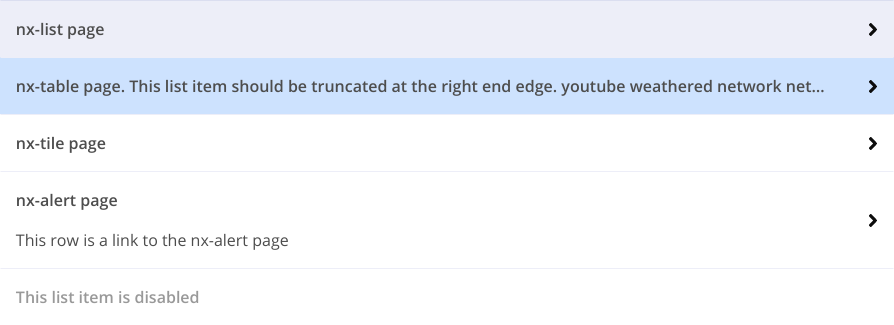 nx-list page
nx-table page. This list item should be truncated at the right end edge. youtube weathered network net...
nx-tile page
nx-alert page
This row is a link to the nx-alert page
This list item is disabled